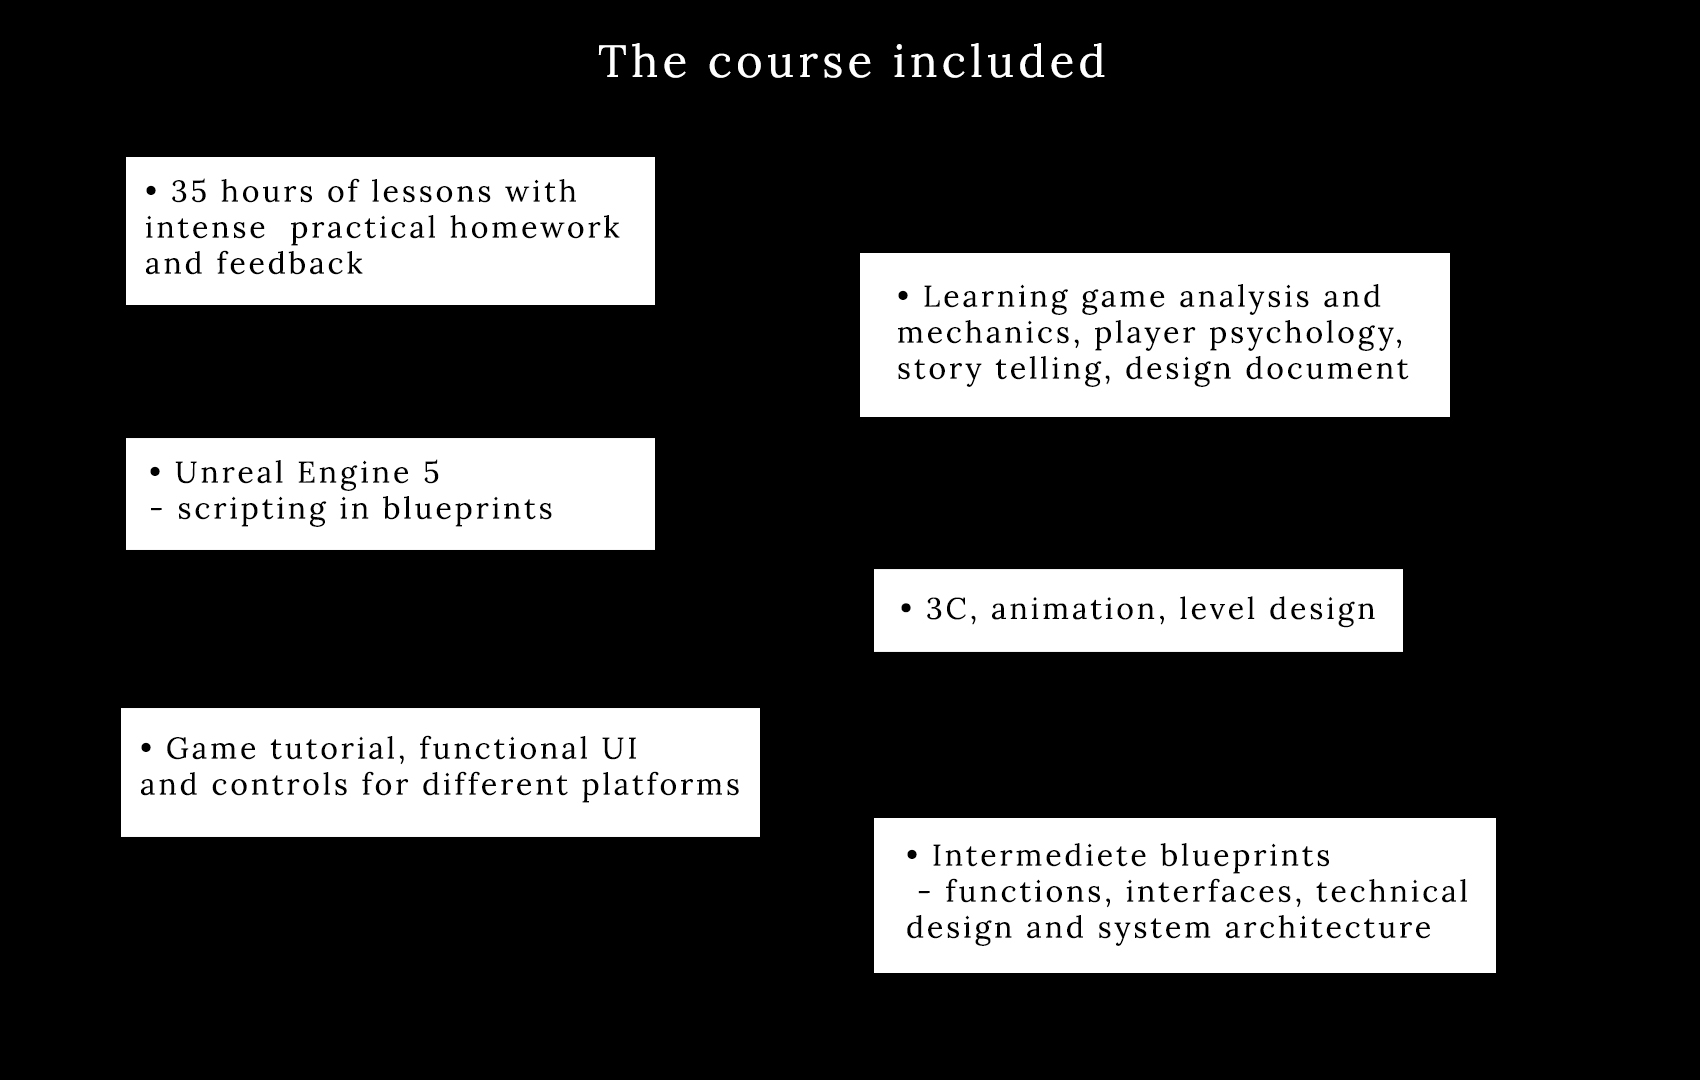 The course included
• 35 hours of lessons with
intense  practical homework
and feedback
• Learning game analysis and
mechanics, player psychology,
story telling, design document
• Unreal Engine 5
- scripting in blueprints
• 3C, animation, level design
• Game tutorial, functional UI
and controls for different platforms
• Intermediete blueprints
- functions, interfaces, technical
design and system architecture